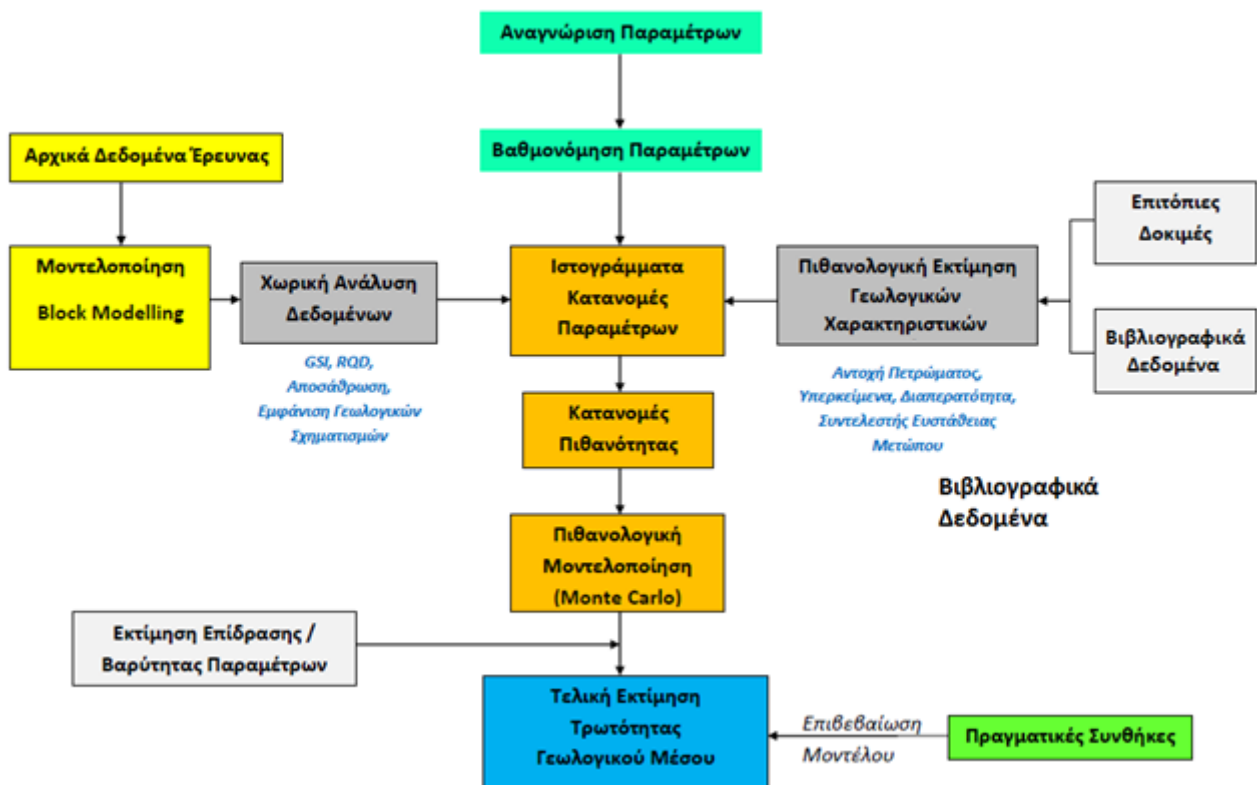 Αναγνώριση Παραμέτρων
Βαθμονόμηση Παραμέτρων
Αρχικά Δεδομένα Έρευνας
Μοντελοποίηση
Block Modelling
Χωρική Ανάλυση
Δεδομένων
GSI, RQD,
Αποσάθρωση,
Εμφάνιση Γεωλογικών
Σχηματισμών
Ιστογράμματα
Κατανομές
Παραμέτρων
Πιθανολογική Εκτίμηση
Γεωλογικών
Χαρακτηριστικών
Αντοχή Πετρώματος,
Υπερκείμενα, Διαπερατότητα,
Συντελεστής Ευστάθειας
Μετώπου
Επιτόπιες
Δοκιμές
Βιβλιογραφικά
Δεδομένα
Βιβλιογραφικά
Δεδομένα
Κατανομές
Πιθανότητας
Πιθανολογική
Μοντελοποίηση
(Monte Carlo)
Εκτίμηση Επίδρασης /
Βαρύτητας Παραμέτρων
Τελική Εκτίμηση
Τρωτότητας
Γεωλογικού Μέσου
Επιβεβαίωση
Μοντέλου
Πραγματικές Συνθήκες